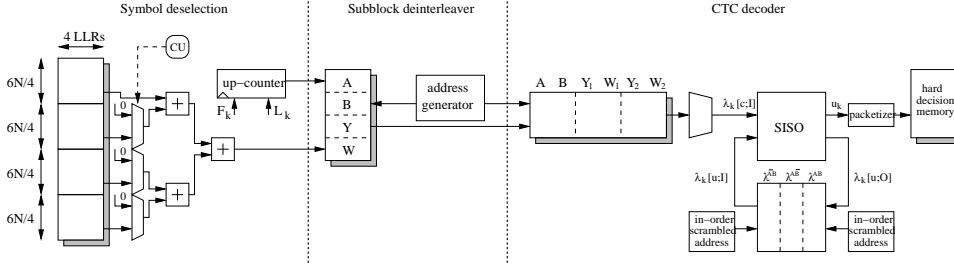 Symbol deselection
Subblock deinterleaver
CTC decoder
4 LLRs
CU
6N/4
6N/4
6N/4
6N/4
0
0
0
+
+
+
up-counter
F_k
L_k
A
B
Y
W
address
generator
A B Y_1 W_1 Y_2 W_2
λ_k[c;I]
SISO
u_k
packetizer
hard
decision
memory
λ_k[u;I]
λ_k[u;O]
λ^{A̅B} λ^{AB̅} λ^{AB}
in-order
scrambled
address
in-order
scrambled
address